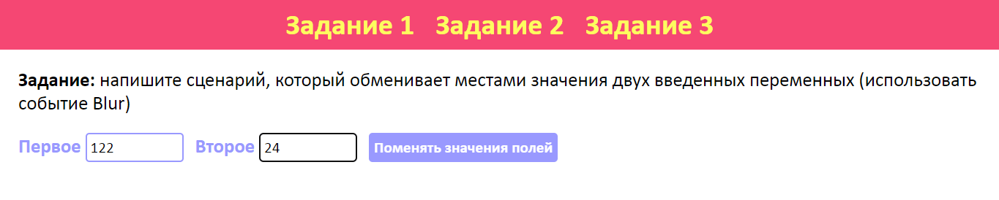 Задание 1 Задание 2 Задание 3
Задание: напишите сценарий, который обменивает местами значения двух введенных переменных (использовать
событие Blur)
Первое 122 Второе 24 Поменять значения полей